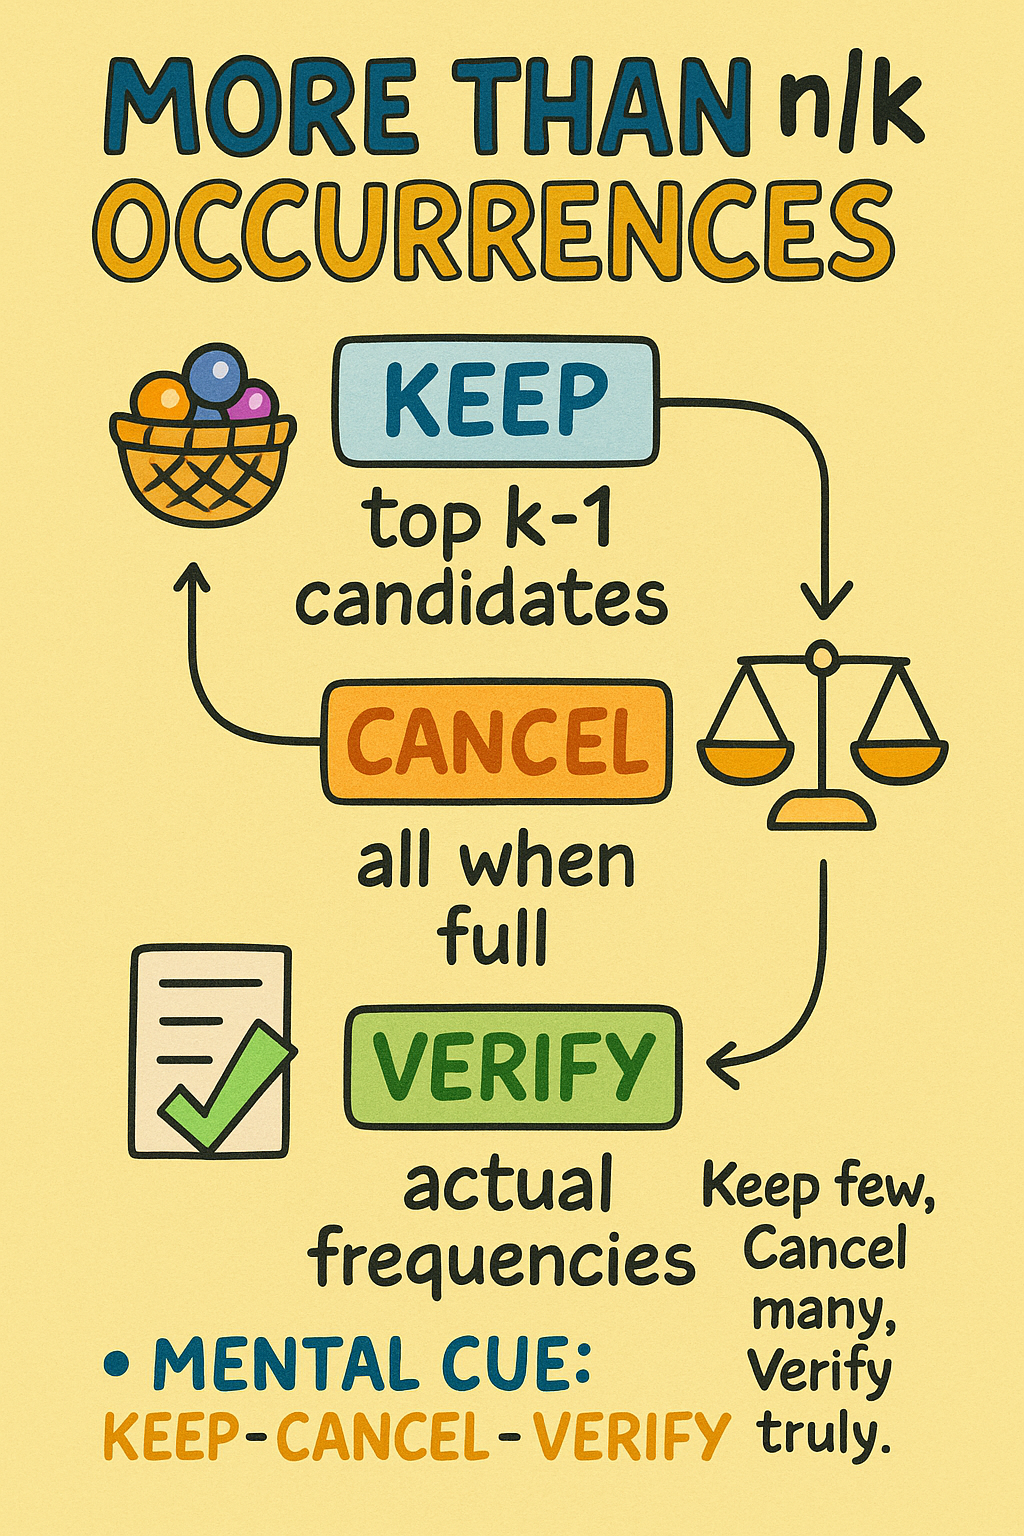 MORE THAN n/k
OCCURRENCES
KEEP
top k-1
candidates
CANCEL
all when
full
VERIFY
actual
frequencies
Keep few,
Cancel
many,
Verify
truly.
• MENTAL CUE:
KEEP-CANCEL-VERIFY